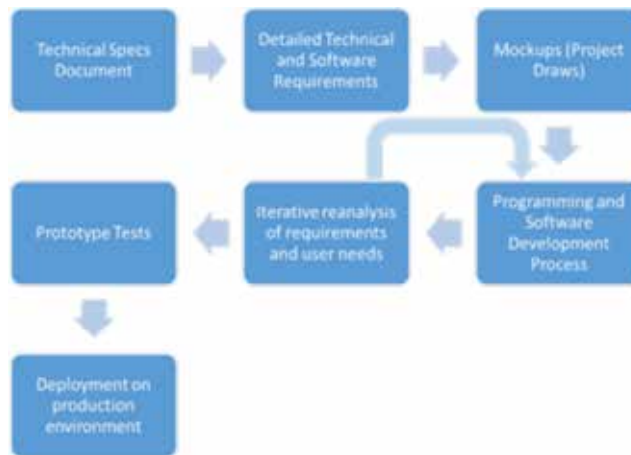 Technical Specs
Document
Detailed Technical
and Software
Requirements
Mockups (Project
Draws)
Programming and
Software
Development
Process
Iterative reanalysis
of requirements
and user needs
Prototype Tests
Deployment on
production
environment